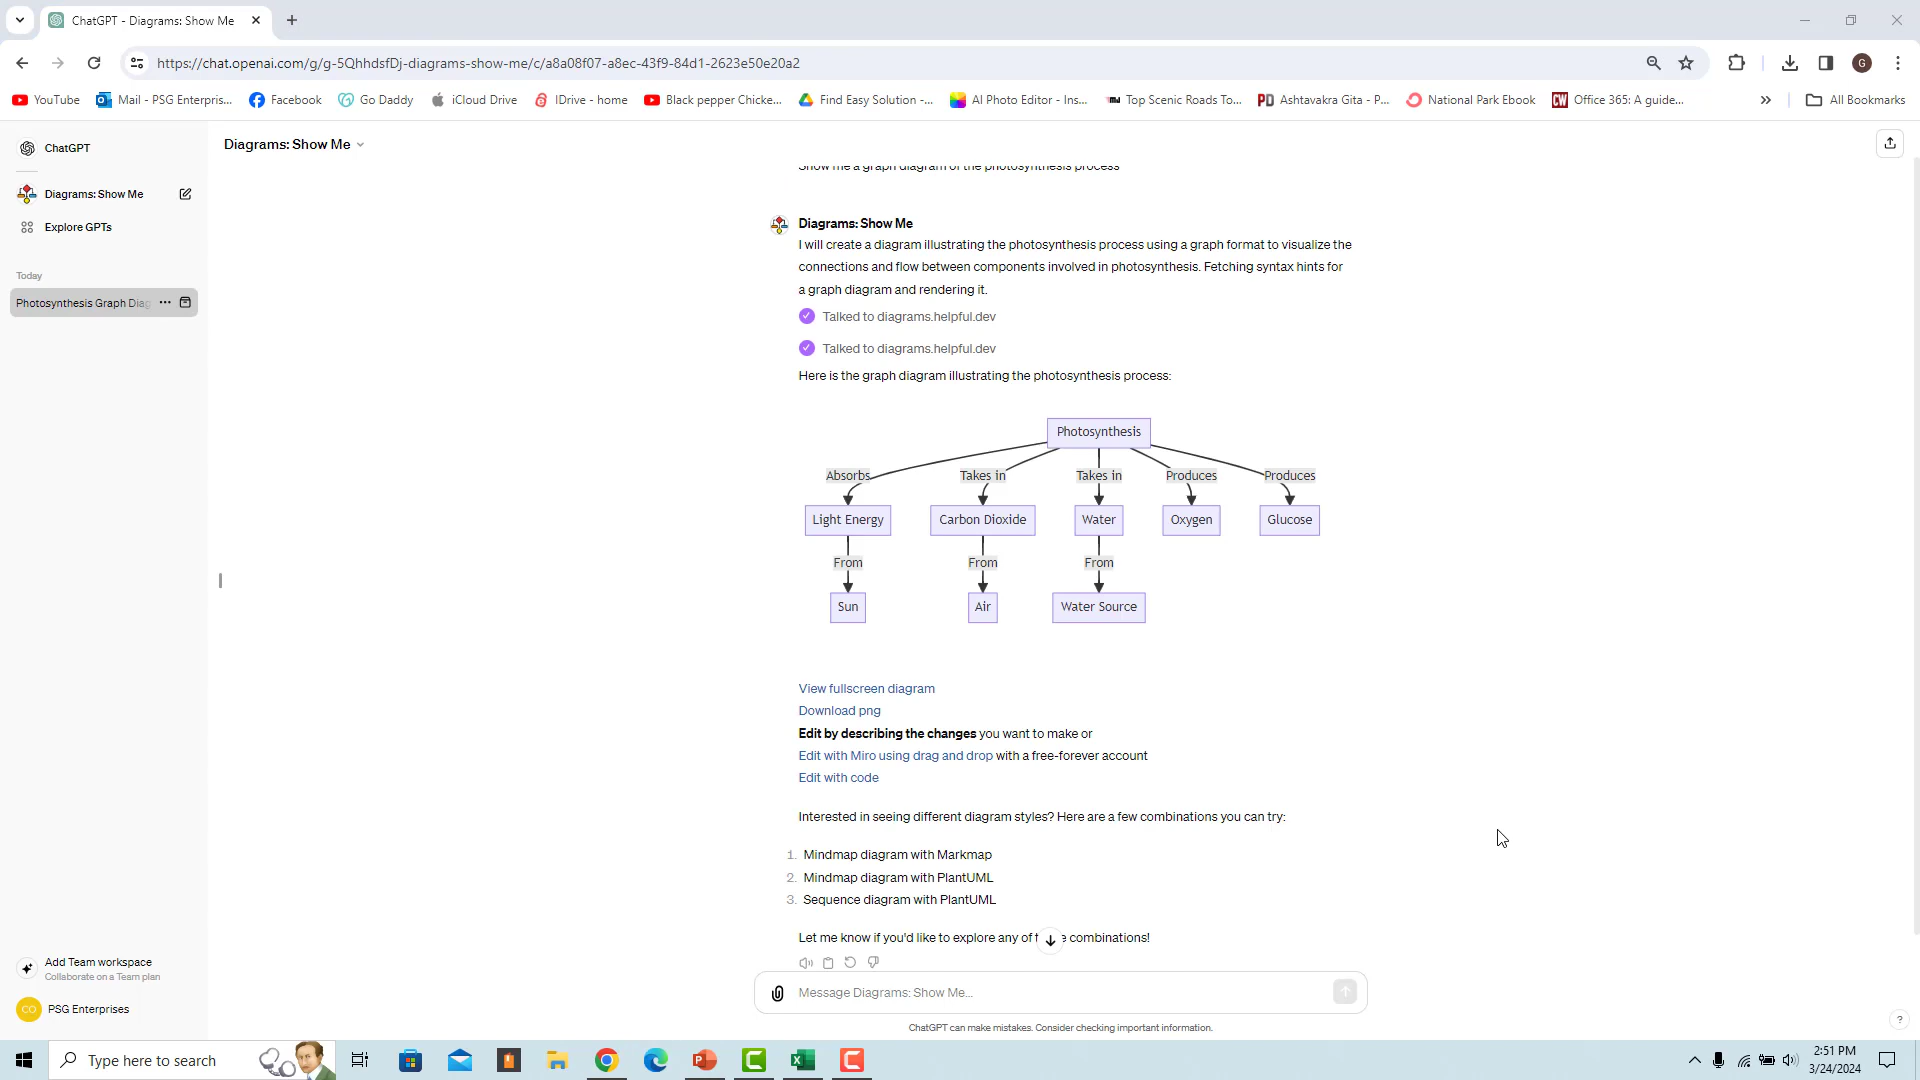 ChatGPT - Diagrams: Show Me
https://chat.openai.com/g/g-5QhhdsfDj-diagrams-show-me/c/a8a08f07-a8ec-43f9-84d1-2623e50e20a2
G
YouTube
Mail - PSG Enterpris...
Facebook
Go Daddy
iCloud Drive
IDrive - home
Black pepper Chicke...
Find Easy Solution -...
AI Photo Editor - Ins...
Top Scenic Roads To...
PD
Ashtavakra Gita - P...
National Park Ebook
CW
Office 365: A guide...
All Bookmarks
ChatGPT
Diagrams: Show Me
Explore GPTs
Today
Photosynthesis Graph Diag
Add Team workspace
Collaborate on a Team plan
CO
PSG Enterprises
Diagrams: Show Me
Show me a graph diagram of the photosynthesis process
Diagrams: Show Me
I will create a diagram illustrating the photosynthesis process using a graph format to visualize the
connections and flow between components involved in photosynthesis. Fetching syntax hints for
a graph diagram and rendering it.
Talked to diagrams.helpful.dev
Talked to diagrams.helpful.dev
Here is the graph diagram illustrating the photosynthesis process:
Photosynthesis
Absorbs
Takes in
Takes in
Produces
Produces
Light Energy
Carbon Dioxide
Water
Oxygen
Glucose
From
From
From
Sun
Air
Water Source
View fullscreen diagram
Download png
Edit by describing the changes you want to make or
Edit with Miro using drag and drop with a free-forever account
Edit with code
Interested in seeing different diagram styles? Here are a few combinations you can try:
1. Mindmap diagram with Markmap
2. Mindmap diagram with PlantUML
3. Sequence diagram with PlantUML
Let me know if you'd like to explore any of combinations!
Message Diagrams: Show Me...
ChatGPT can make mistakes. Consider checking important information.
?
Type here to search
2:51 PM
3/24/2024